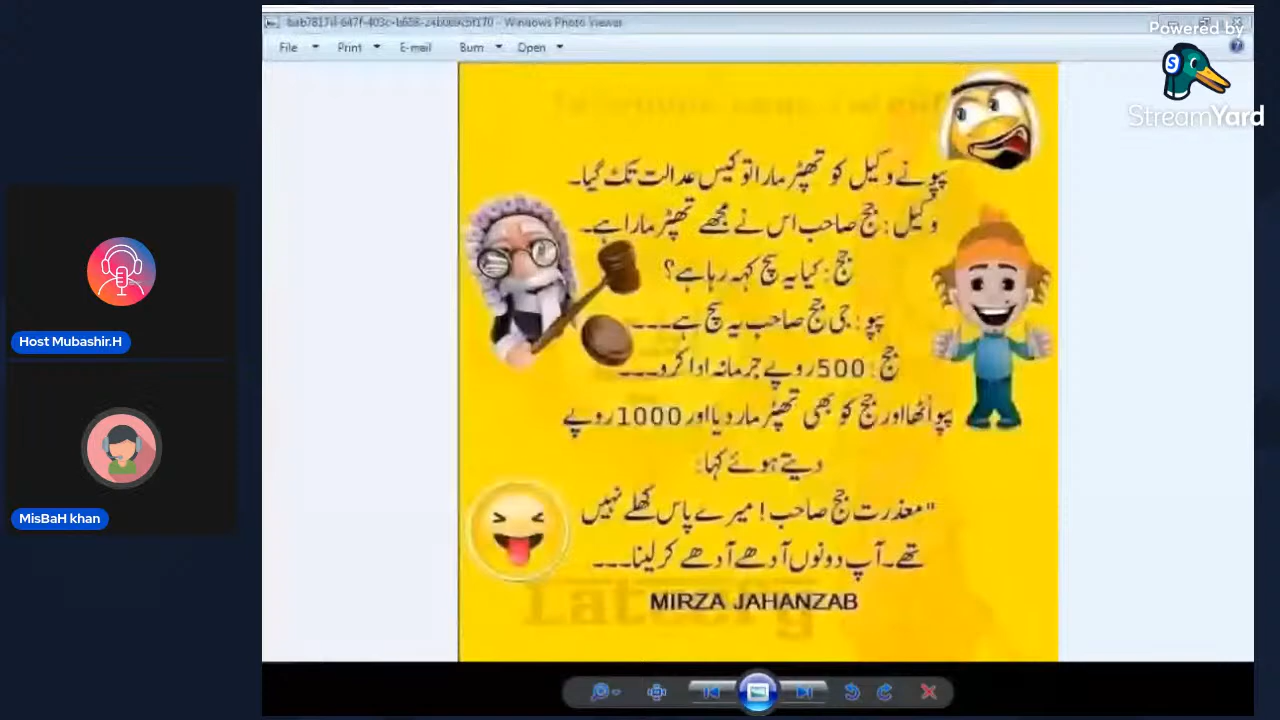 Windows Photo Viewer
File Print E-mail Burn Open
Powered by
StreamYard
پپو نے وکیل کو تھپڑ مارا تو کیس عدالت تک گیا۔
وکیل : جج صاحب اس نے مجھے تھپڑ مارا ہے۔
جج : کیا یہ سچ کہہ رہا ہے؟
پپو : جی جج صاحب یہ سچ ہے۔۔۔
جج : 500 روپے جرمانہ ادا کرو۔۔۔
پپو اُٹھا اور جج کو بھی تھپڑ مار دیا اور 1000 روپے
دیتے ہوئے کہا:
"معذرت جج صاحب! میرے پاس کھلے نہیں
تھے۔ آپ دونوں آدھے آدھے کر لینا۔۔۔
MIRZA JAHANZAB
Host Mubashir.H
MisBaH khan